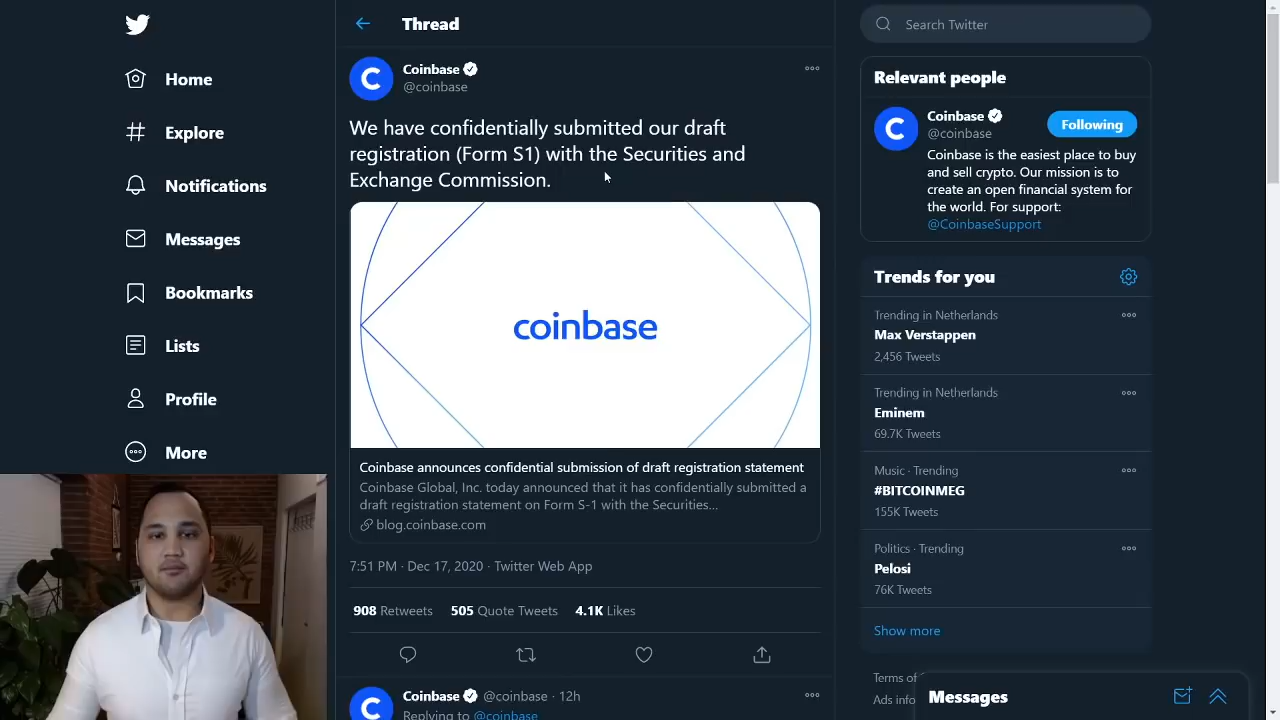 Home
Explore
Notifications
Messages
Bookmarks
Lists
Profile
More
Thread
Coinbase
@coinbase
We have confidentially submitted our draft
registration (Form S1) with the Securities and
Exchange Commission.
coinbase
Coinbase announces confidential submission of draft registration statement
Coinbase Global, Inc. today announced that it has confidentially submitted a
draft registration statement on Form S-1 with the Securities...
blog.coinbase.com
7:51 PM · Dec 17, 2020 · Twitter Web App
908 Retweets 505 Quote Tweets 4.1K Likes
Coinbase @coinbase · 12h
Replying to @coinbase
Search Twitter
Relevant people
Coinbase
@coinbase
Following
Coinbase is the easiest place to buy
and sell crypto. Our mission is to
create an open financial system for
the world. For support:
@CoinbaseSupport
Trends for you
Trending in Netherlands
Max Verstappen
2,456 Tweets
Trending in Netherlands
Eminem
69.7K Tweets
Music · Trending
#BITCOINMEG
155K Tweets
Politics · Trending
Pelosi
76K Tweets
Show more
Terms of
Ads info
Messages